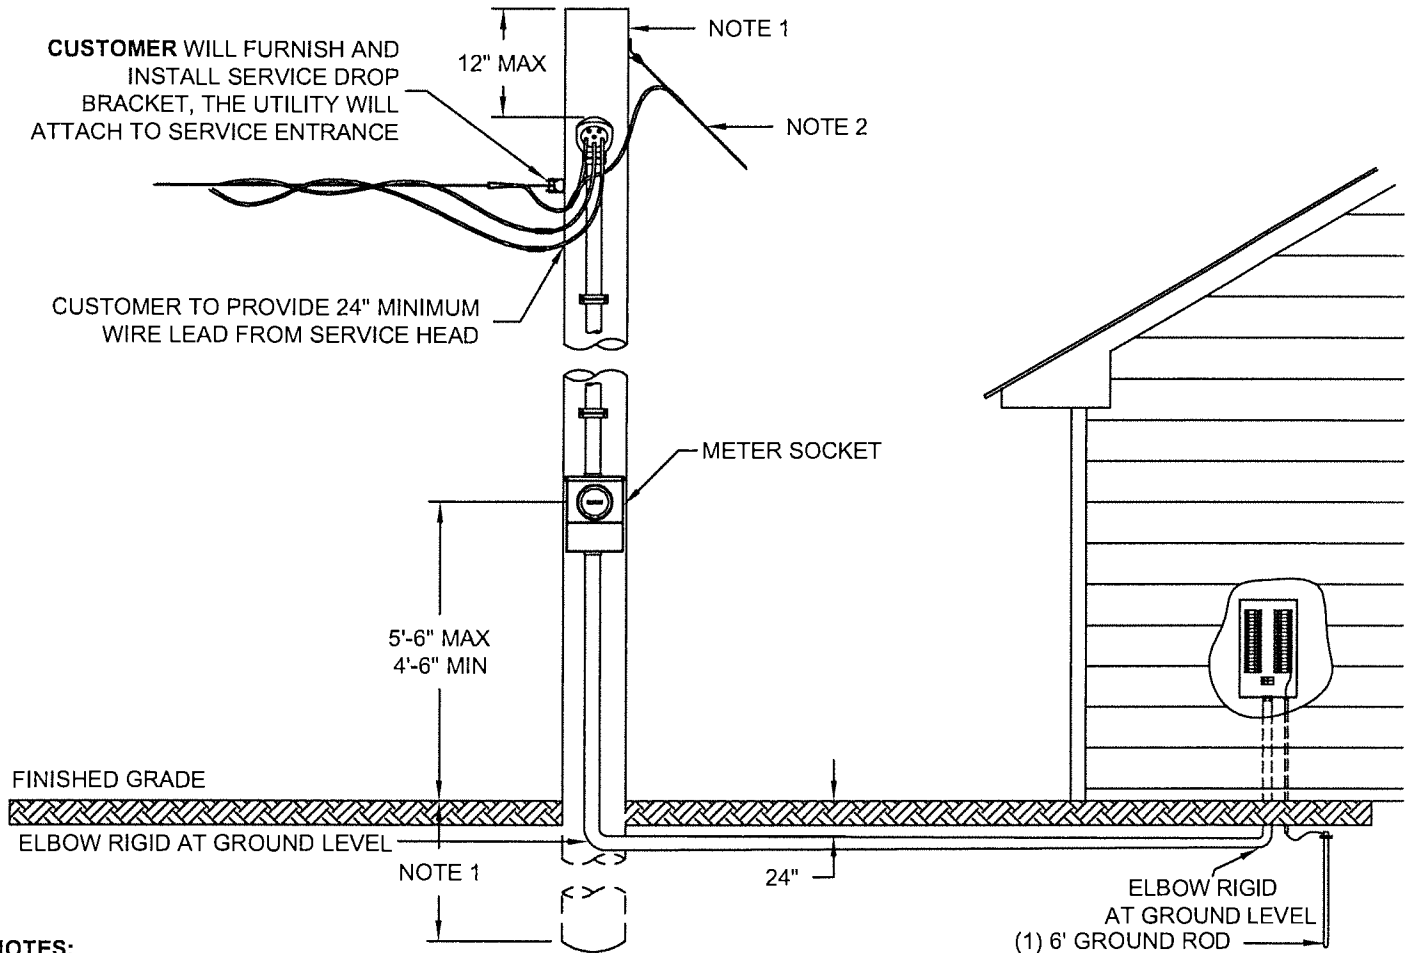 NOTE 1
CUSTOMER WILL FURNISH AND
INSTALL SERVICE DROP
BRACKET, THE UTILITY WILL
ATTACH TO SERVICE ENTRANCE
12" MAX
NOTE 2
CUSTOMER TO PROVIDE 24" MINIMUM
WIRE LEAD FROM SERVICE HEAD
METER SOCKET
5'-6" MAX
4'-6" MIN
FINISHED GRADE
ELBOW RIGID AT GROUND LEVEL
NOTE 1
24"
ELBOW RIGID
AT GROUND LEVEL
(1) 6' GROUND ROD
NOTES: